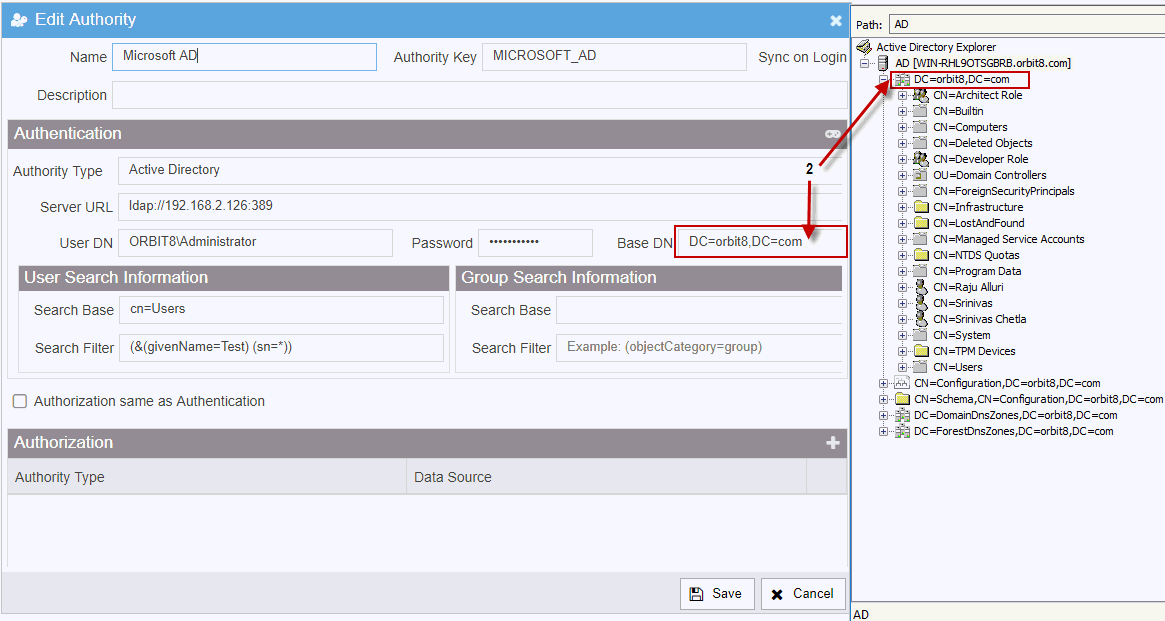 Edit Authority
Name Microsoft AD Authority Key MICROSOFT_AD Sync on Login
Description
Authentication
Authority Type Active Directory
Server URL ldap://192.168.2.126:389
User DN ORBIT8\Administrator Password ••••••••••• Base DN DC=orbit8,DC=com
User Search Information Group Search Information
Search Base cn=Users Search Base
Search Filter (&(givenName=Test) (sn=*)) Search Filter Example: (objectCategory=group)
Authorization same as Authentication
Authorization
Authority Type Data Source
Save Cancel
2
Path: AD
Active Directory Explorer
AD [WIN-RHL9OTSGBRB.orbit8.com]
DC=orbit8,DC=com
CN=Architect Role
CN=Builtin
CN=Computers
CN=Deleted Objects
CN=Developer Role
OU=Domain Controllers
CN=ForeignSecurityPrincipals
CN=Infrastructure
CN=LostAndFound
CN=Managed Service Accounts
CN=NTDS Quotas
CN=Program Data
CN=Raju Alluri
CN=Srinivas
CN=Srinivas Chetla
CN=System
CN=TPM Devices
CN=Users
CN=Configuration,DC=orbit8,DC=com
CN=Schema,CN=Configuration,DC=orbit8,DC=com
DC=DomainDnsZones,DC=orbit8,DC=com
DC=ForestDnsZones,DC=orbit8,DC=com
AD